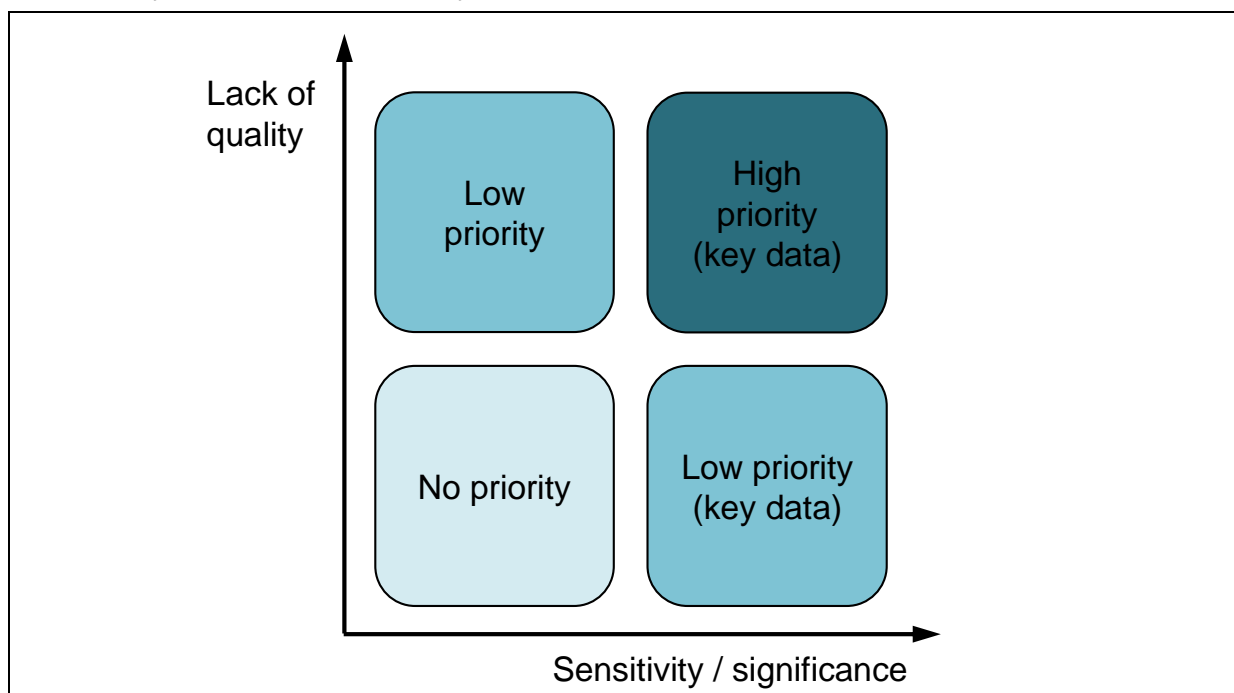 Lack of
quality
Low
priority
High
priority
(key data)
No priority
Low priority
(key data)
Sensitivity / significance